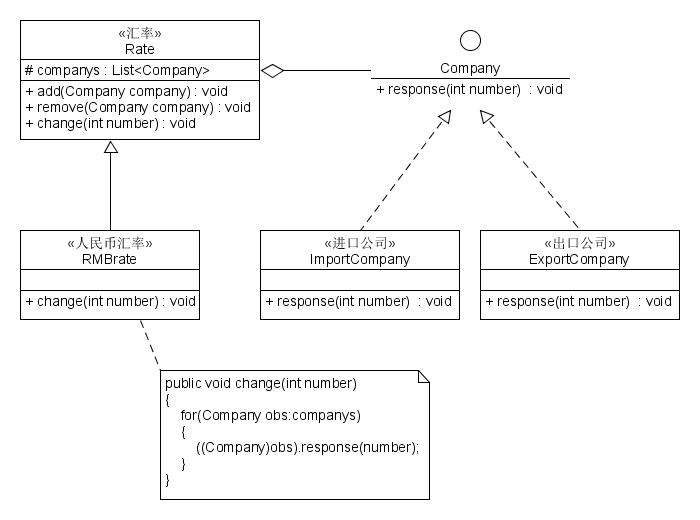 «汇率»
Rate
# companys : List<Company>
+ add(Company company) : void
+ remove(Company company) : void
+ change(int number) : void
Company
+ response(int number) : void
«人民币汇率»
RMBrate
+ change(int number) : void
«进口公司»
ImportCompany
+ response(int number) : void
«出口公司»
ExportCompany
+ response(int number) : void
public void change(int number)
{
for(Company obs:companys)
{
((Company)obs).response(number);
}
}